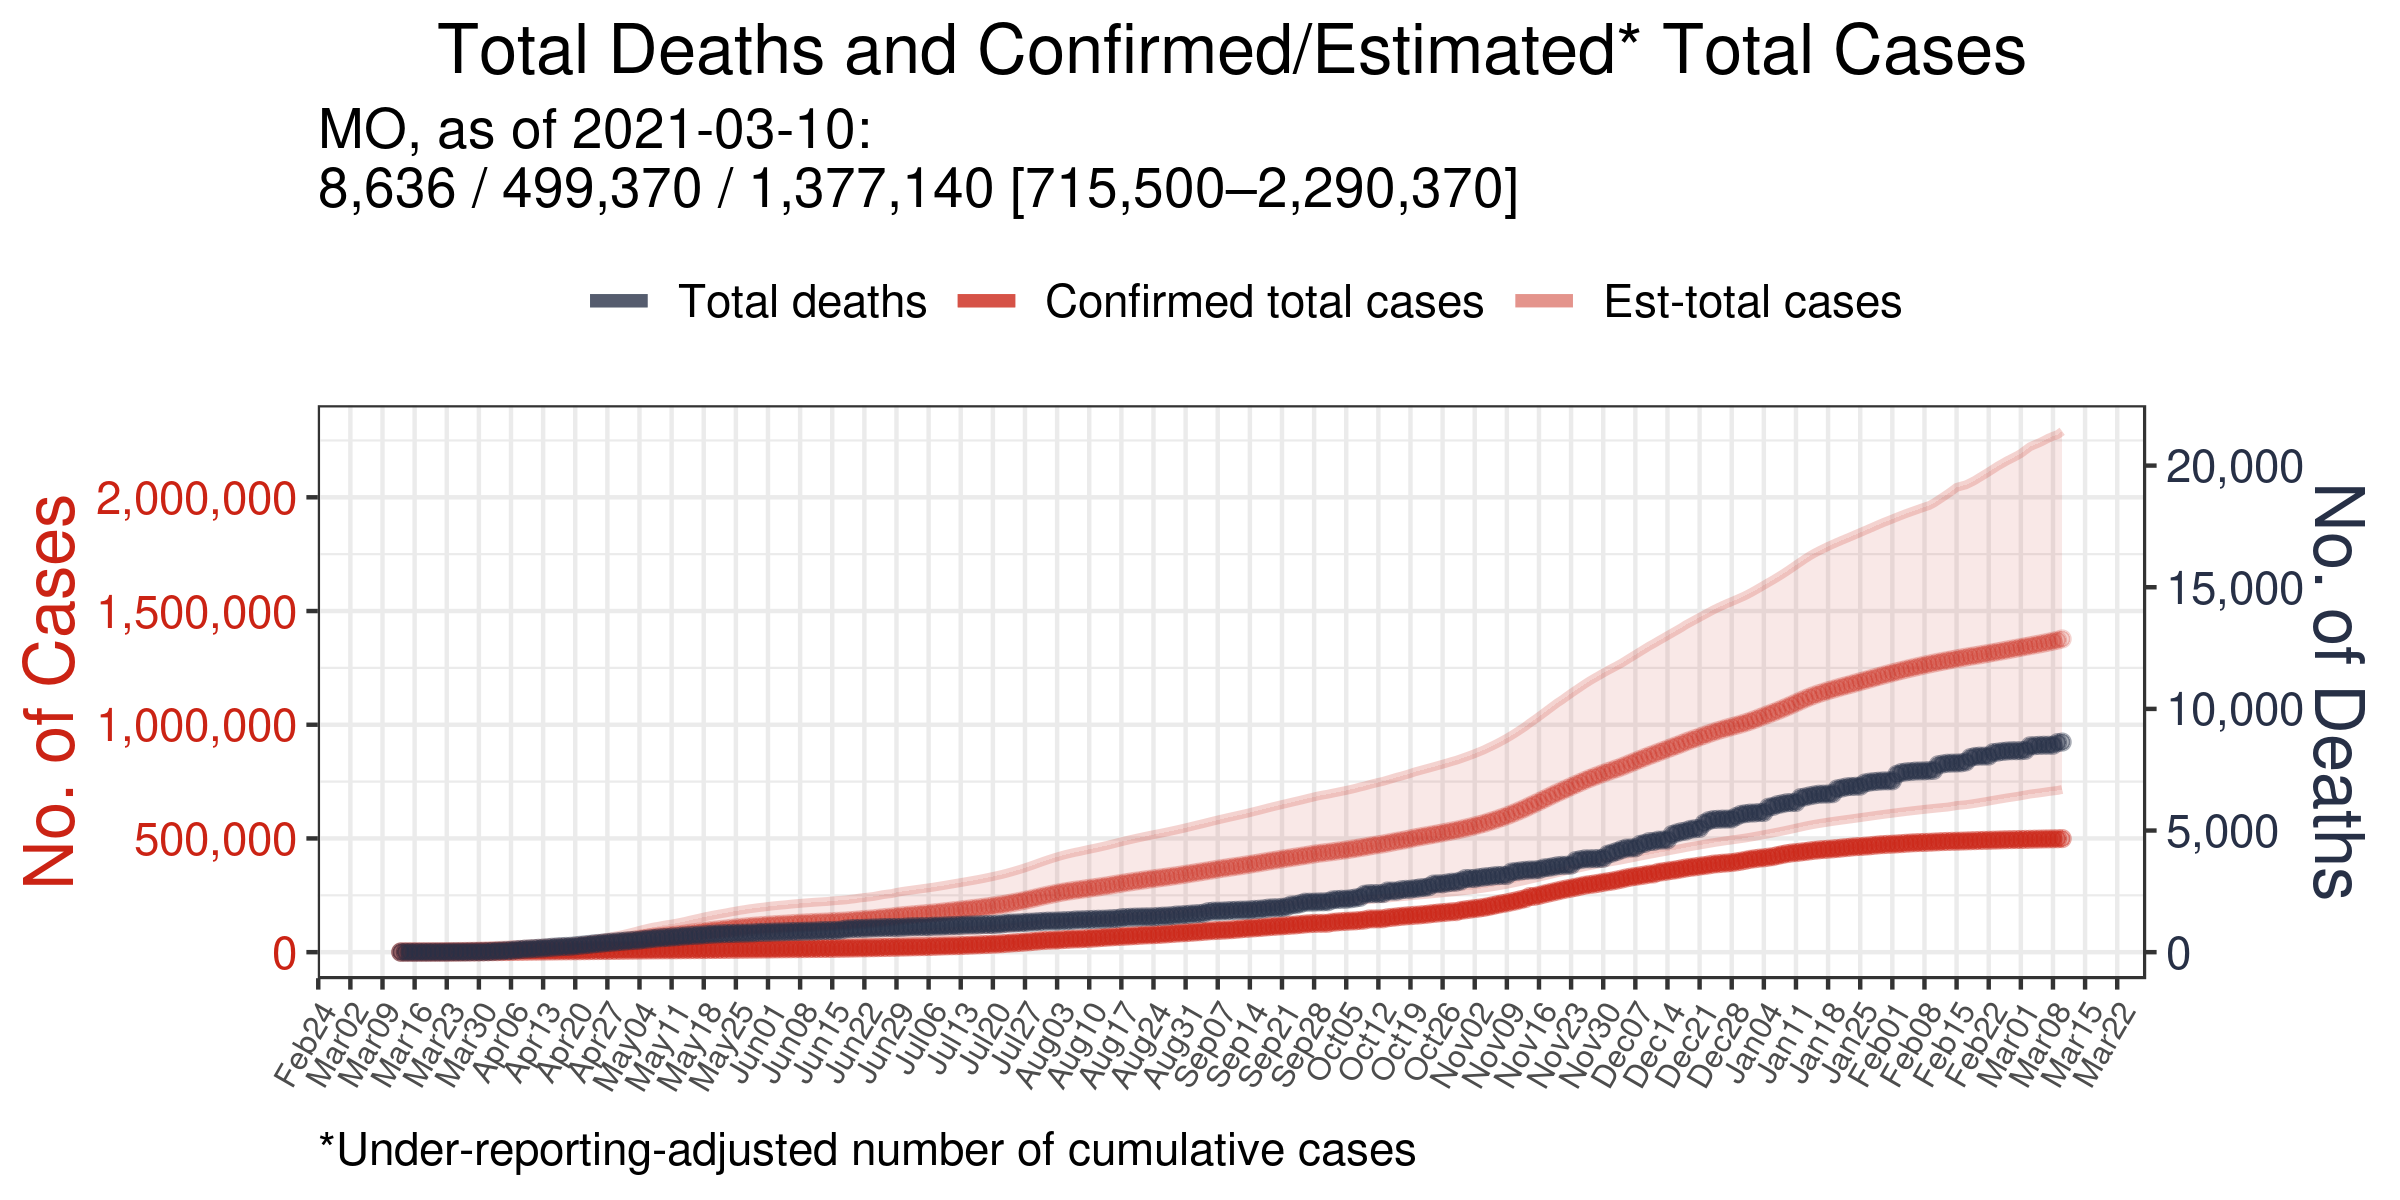 Total Deaths and Confirmed/Estimated* Total Cases
MO, as of 2021-03-10:
8,636 / 499,370 / 1,377,140 [715,500–2,290,370]
Total deaths
Confirmed total cases
Est-total cases
No. of Cases
2,000,000
1,500,000
1,000,000
500,000
0
20,000
15,000
10,000
5,000
0
No. of Deaths
Feb24
Mar02
Mar09
Mar16
Mar23
Mar30
Apr06
Apr13
Apr20
Apr27
May04
May11
May18
May25
Jun01
Jun08
Jun15
Jun22
Jun29
Jul06
Jul13
Jul20
Jul27
Aug03
Aug10
Aug17
Aug24
Aug31
Sep07
Sep14
Sep21
Sep28
Oct05
Oct12
Oct19
Oct26
Nov02
Nov09
Nov16
Nov23
Nov30
Dec07
Dec14
Dec21
Dec28
Jan04
Jan11
Jan18
Jan25
Feb01
Feb08
Feb15
Feb22
Mar01
Mar08
Mar15
Mar22
*Under-reporting-adjusted number of cumulative cases